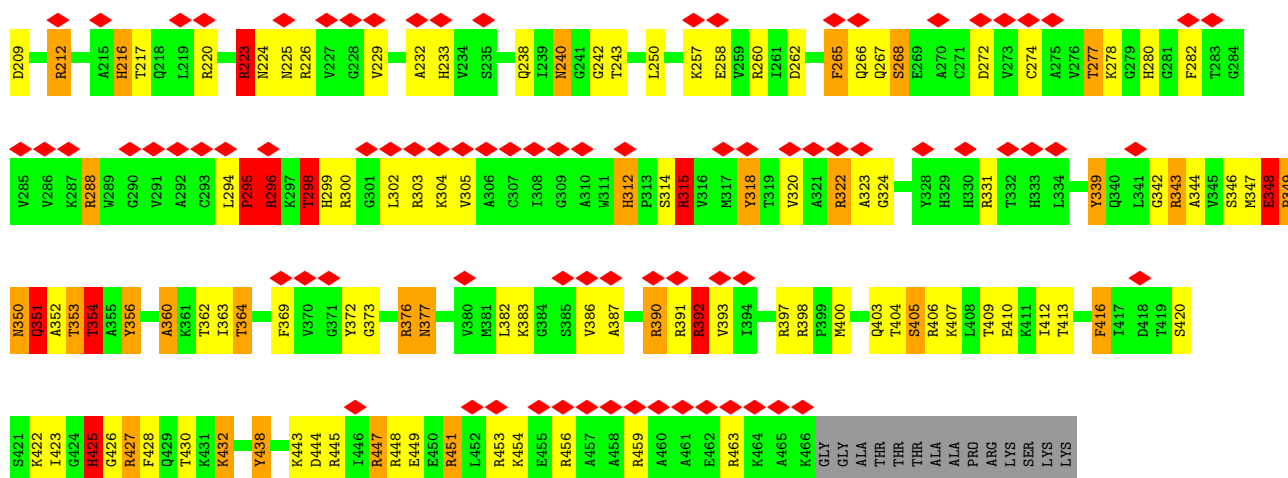 D209 R212 A215 H216 T217 Q218 L219 R220 R223 N224 N225 R226 V227 G228 V229 A232 H233 V234 S235 Q238 I239 N240 G241 G242 T243 L250 K257 E258 V259 R260 I261 D262 F265 Q266 Q267 S268 E269 A270 C271 D272 V273 C274 A275 V276 T277 K278 G279 H280 G281 F282 T283 G284
V285 V286 K287 R288 W289 G290 V291 A292 C293 L294 P295 R296 K297 T298 H299 R300 G301 L302 R303 K304 V305 A306 C307 I308 G309 A310 W311 H312 P313 S314 R315 V316 M317 Y318 T319 V320 A321 R322 A323 G324 Y328 H329 H330 R331 T332 H333 L334 Y339 Q340 L341 G342 R343 A344 V345 S346 M347 E348
N350 Q351 A352 T353 T354 A355 Y356 A360 K361 T362 I363 T364 F369 V370 G371 Y372 G373 R376 N377 V380 M381 L382 K383 G384 S385 V386 A387 R390 R391 R392 V393 I394 R397 R398 P399 M400 Q403 T404 S405 R406 K407 L408 T409 E410 K411 I412 T413 F416 I417 D418 T419 S420
S421 K422 I423 G424 H425 G426 R427 F428 Q429 T430 K431 K432 Y438 K443 D444 R445 I446 R447 R448 E449 E450 R451 L452 R453 K454 E455 R456 A457 A458 R459 A460 A461 E462 R463 K464 A465 K466 GLY GLY ALA THR THR THR ALA ALA PRO ARG LYS SER LYS LYS